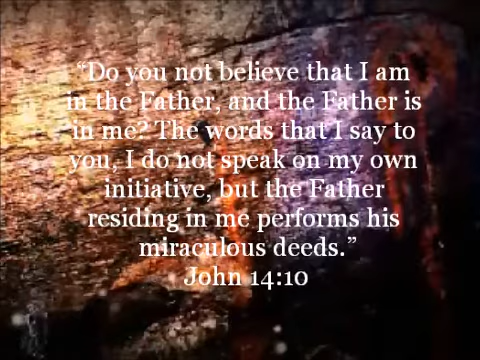 “Do you not believe that I am
in the Father, and the Father is
in me? The words that I say to
you, I do not speak on my own
initiative, but the Father
residing in me performs his
miraculous deeds.”
John 14:10